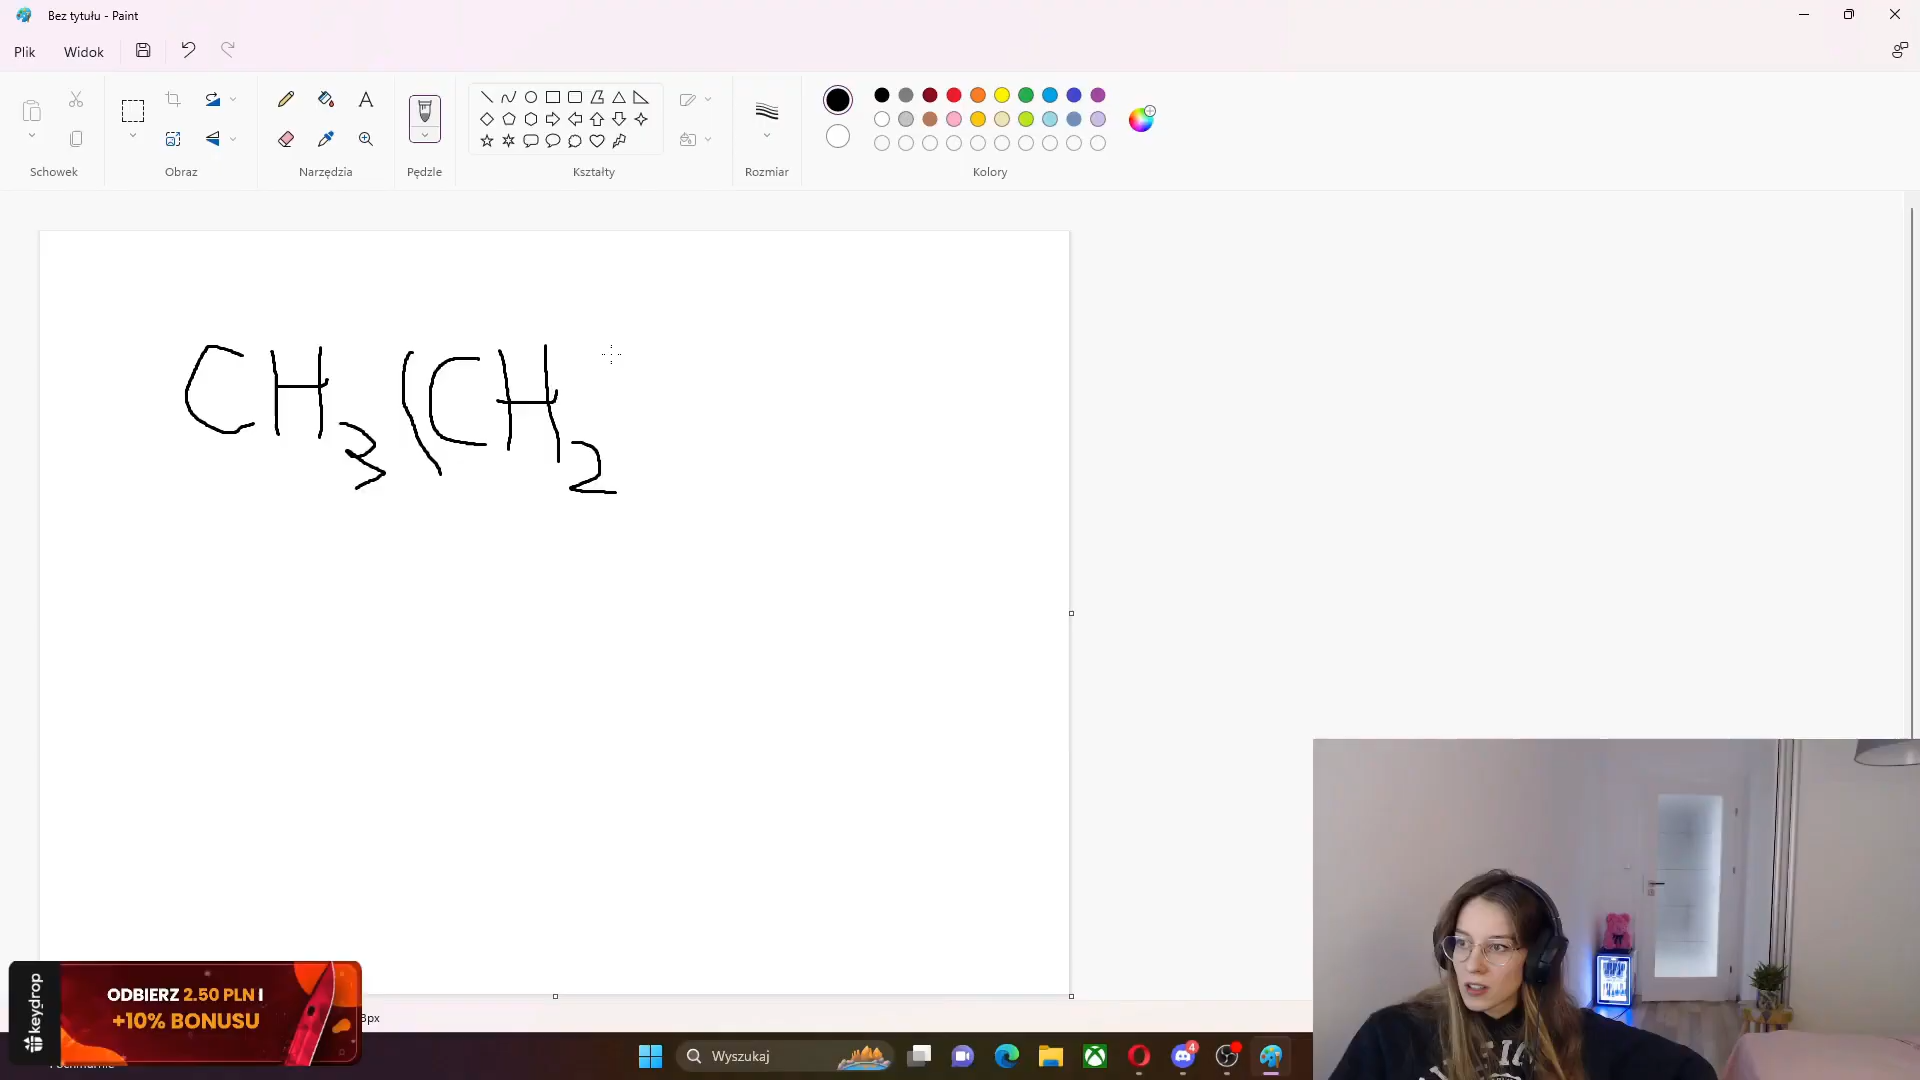 Bez tytułu - Paint
Plik Widok
Schowek Obraz Narzędzia Pędzle Kształty Rozmiar Kolory
CH3(CH2
keydrop
ODBIERZ 2.50 PLN I
+10% BONUSU
Wyszukaj
4